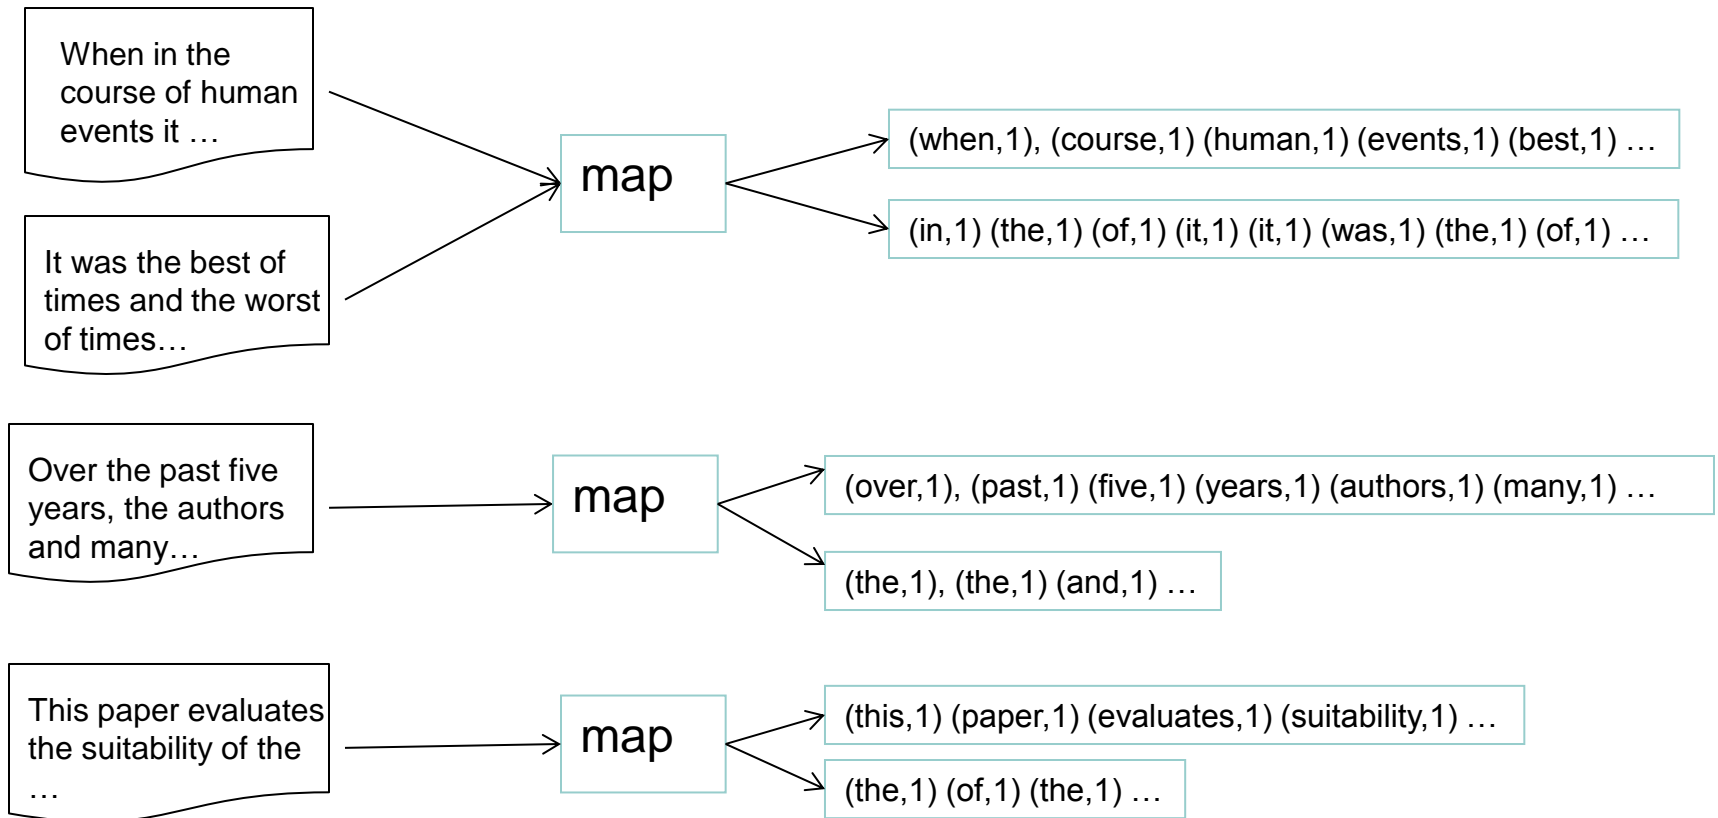 When in the
course of human
events it …
It was the best of
times and the worst
of times…
map
(when,1), (course,1) (human,1) (events,1) (best,1) …
(in,1) (the,1) (of,1) (it,1) (it,1) (was,1) (the,1) (of,1) …
Over the past five
years, the authors
and many…
map
(over,1), (past,1) (five,1) (years,1) (authors,1) (many,1) …
(the,1), (the,1) (and,1) …
This paper evaluates
the suitability of the
…
map
(this,1) (paper,1) (evaluates,1) (suitability,1) …
(the,1) (of,1) (the,1) …